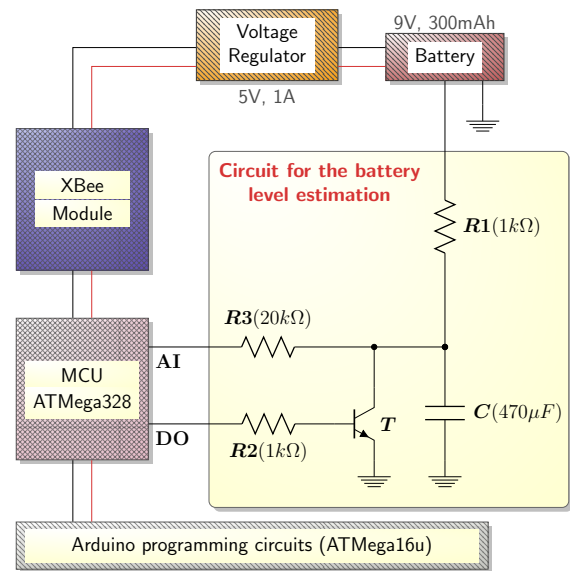 Voltage
Regulator
5V, 1A
9V, 300mAh
Battery
XBee
Module
Circuit for the battery
level estimation
R1(1kΩ)
R3(20kΩ)
AI
MCU
ATMega328
C(470µF)
T
DO
R2(1kΩ)
Arduino programming circuits (ATMega16u)